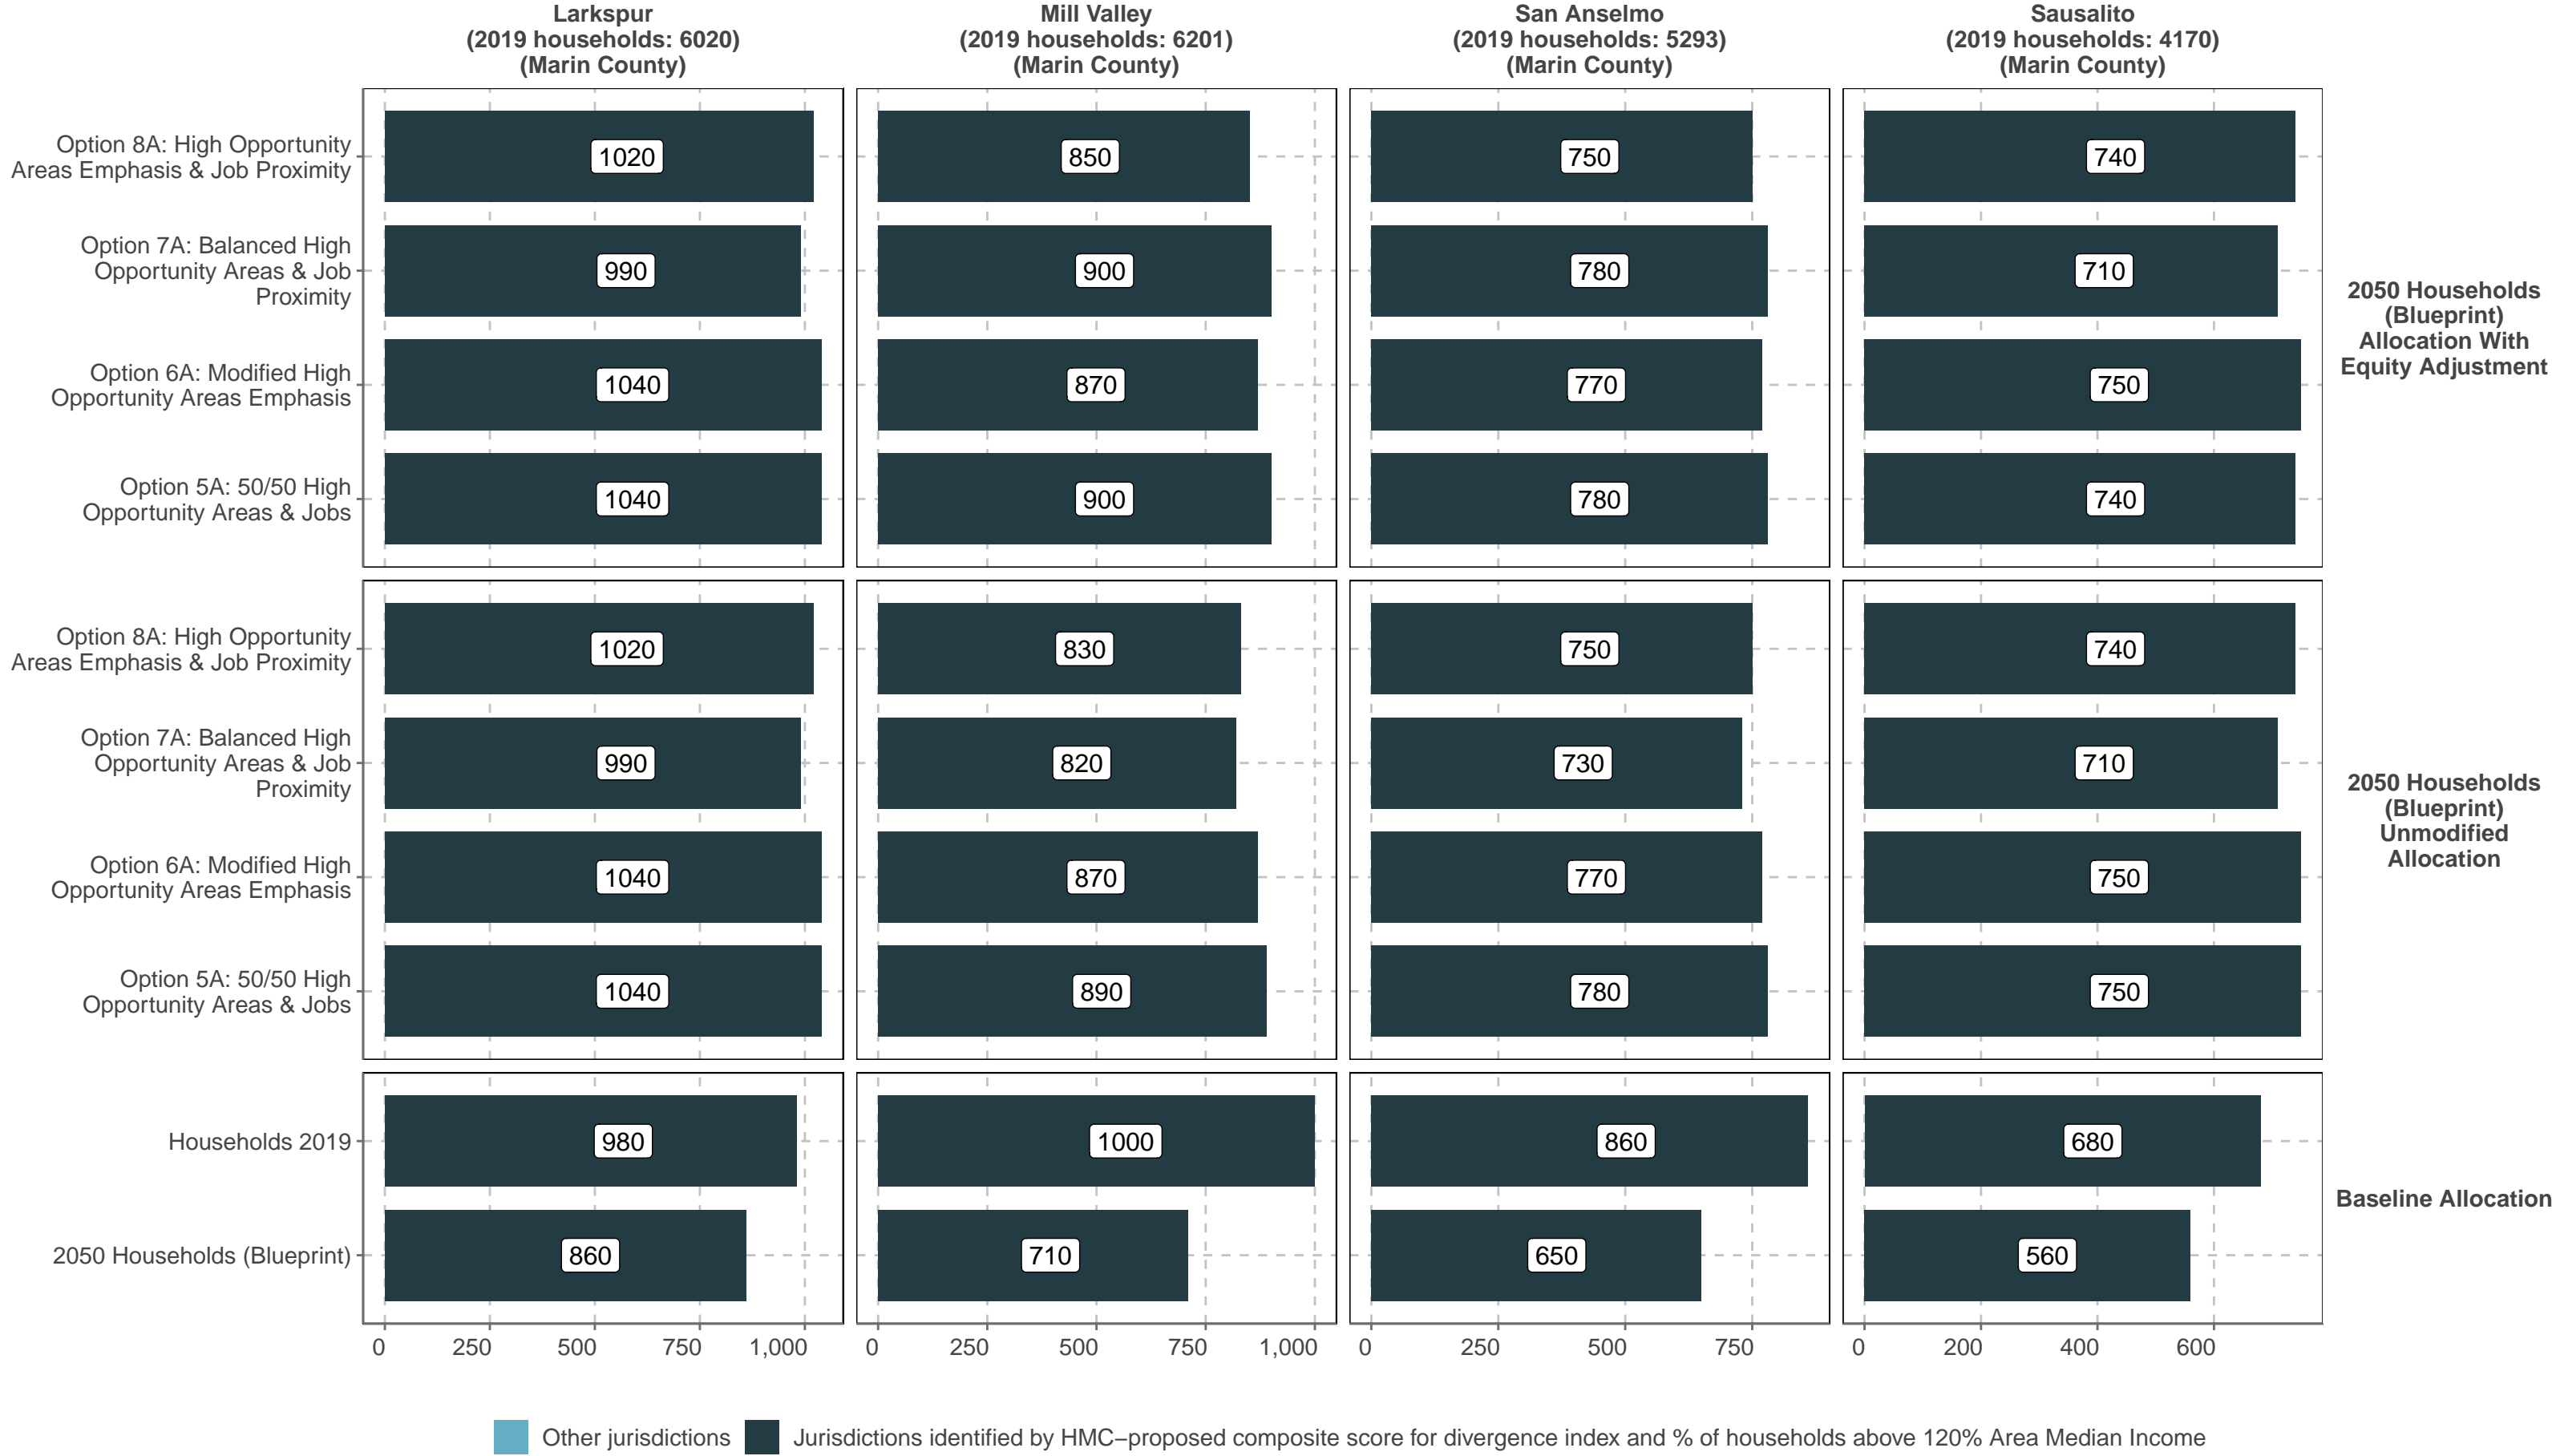 Larkspur
(2019 households: 6020)
(Marin County)
Mill Valley
(2019 households: 6201)
(Marin County)
San Anselmo
(2019 households: 5293)
(Marin County)
Sausalito
(2019 households: 4170)
(Marin County)
Option 8A: High Opportunity
Areas Emphasis & Job Proximity
1020
850
750
740
Option 7A: Balanced High
Opportunity Areas & Job
Proximity
990
900
780
710
Option 6A: Modified High
Opportunity Areas Emphasis
1040
870
770
750
Option 5A: 50/50 High
Opportunity Areas & Jobs
1040
900
780
740
2050 Households
(Blueprint)
Allocation With
Equity Adjustment
Option 8A: High Opportunity
Areas Emphasis & Job Proximity
1020
830
750
740
Option 7A: Balanced High
Opportunity Areas & Job
Proximity
990
820
730
710
Option 6A: Modified High
Opportunity Areas Emphasis
1040
870
770
750
Option 5A: 50/50 High
Opportunity Areas & Jobs
1040
890
780
750
2050 Households
(Blueprint)
Unmodified
Allocation
Households 2019
980
1000
860
680
2050 Households (Blueprint)
860
710
650
560
Baseline Allocation
0 250 500 750 1,000
0 250 500 750 1,000
0 250 500 750
0 200 400 600
Other jurisdictions
Jurisdictions identified by HMC−proposed composite score for divergence index and % of households above 120% Area Median Income